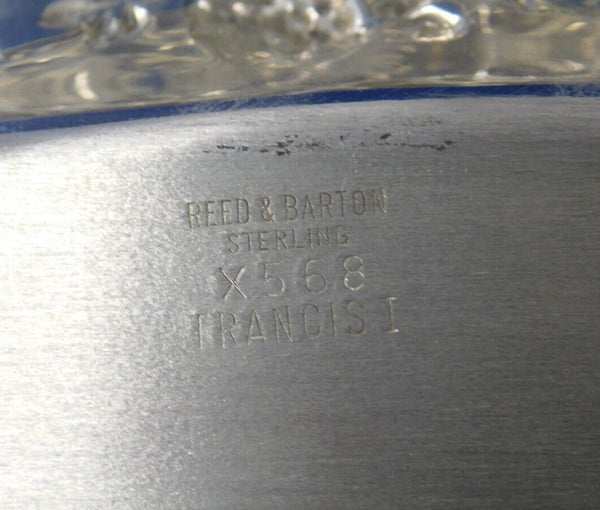 REED & BARTON
STERLING
X568
FRANCIS I